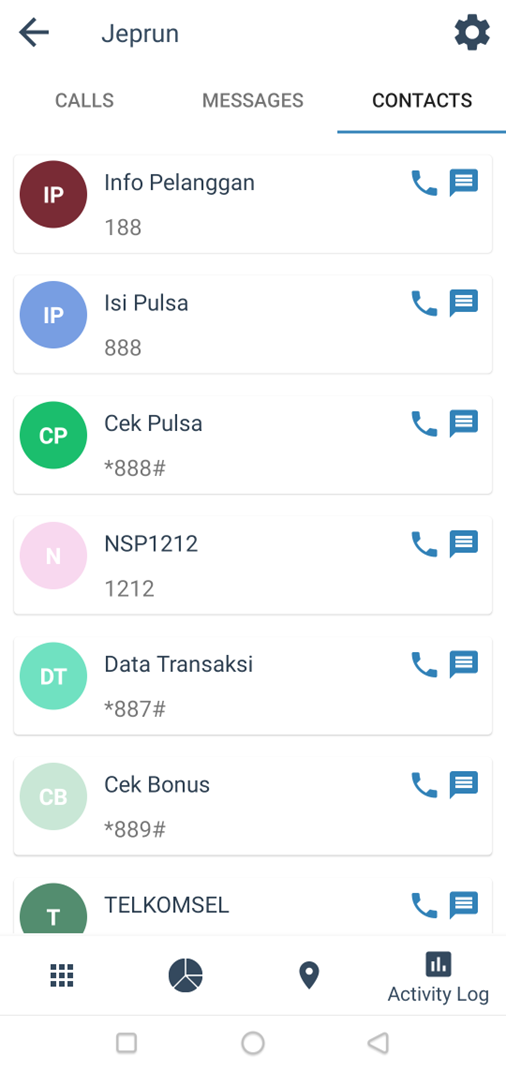 Jeprun
CALLS MESSAGES CONTACTS
IP Info Pelanggan
188
IP Isi Pulsa
888
CP Cek Pulsa
*888#
N NSP1212
1212
DT Data Transaksi
*887#
CB Cek Bonus
*889#
T TELKOMSEL
Activity Log